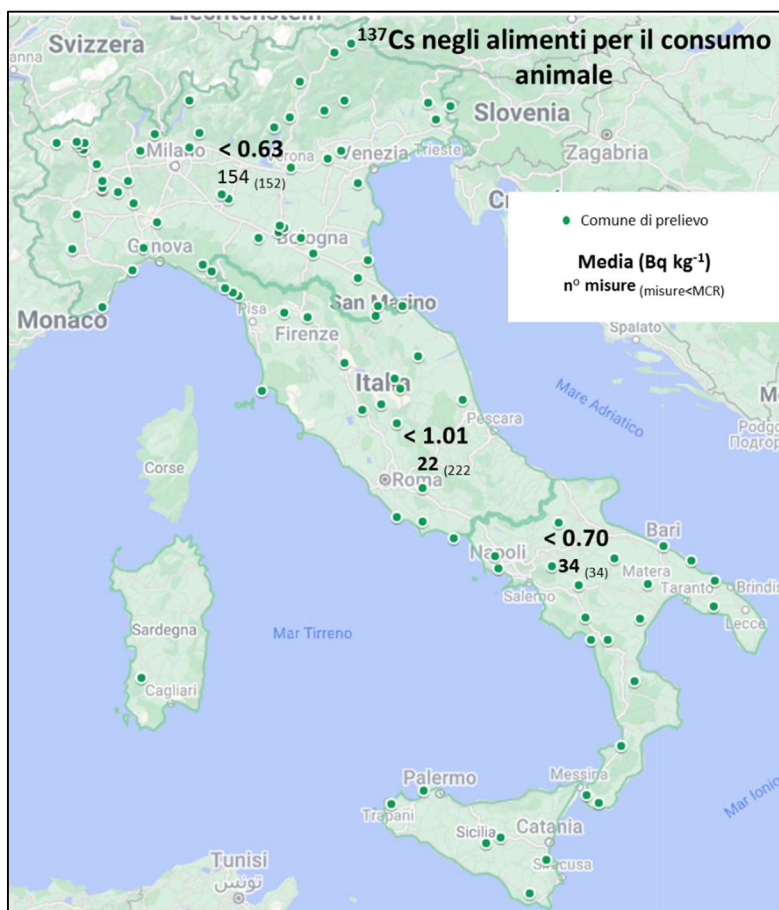 Liechtenstein
¹³⁷Cs negli alimenti per il consumo
animale
Svizzera
Slovenia
Zagabria
Milano
< 0.63
Verona
Venezia
Trieste
154 (152)
Comune di prelievo
Genova
Bologna
Media (Bq kg⁻¹)
n° misure (misure<MCR)
San Marino
Monaco
Pisa
Firenze
Spalato
Italia
Mare Adriatico
Pescara
Corse
< 1.01
22 (222
Roma
Bari
< 0.70
Napoli
34 (34)
Matera
Salerno
Taranto
Brindis
Lecce
Sardegna
Mar Tirreno
Cagliari
Palermo
Messina
Mar Ionio
Trapani
Sicilia
Catania
Siracusa
Tunisi
تونس